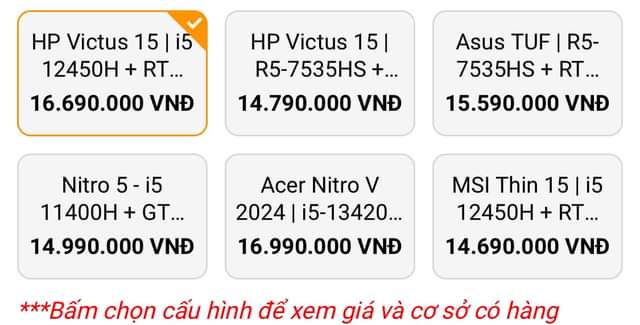 HP Victus 15 | i5
12450H + RT...
16.690.000 VNĐ
HP Victus 15 |
R5-7535HS +...
14.790.000 VNĐ
Asus TUF | R5-
7535HS + RT...
15.590.000 VNĐ
Nitro 5 - i5
11400H + GT...
14.990.000 VNĐ
Acer Nitro V
2024 | i5-13420...
16.990.000 VNĐ
MSI Thin 15 | i5
12450H + RT...
14.690.000 VNĐ
***Bấm chọn cấu hình để xem giá và cơ sở có hàng